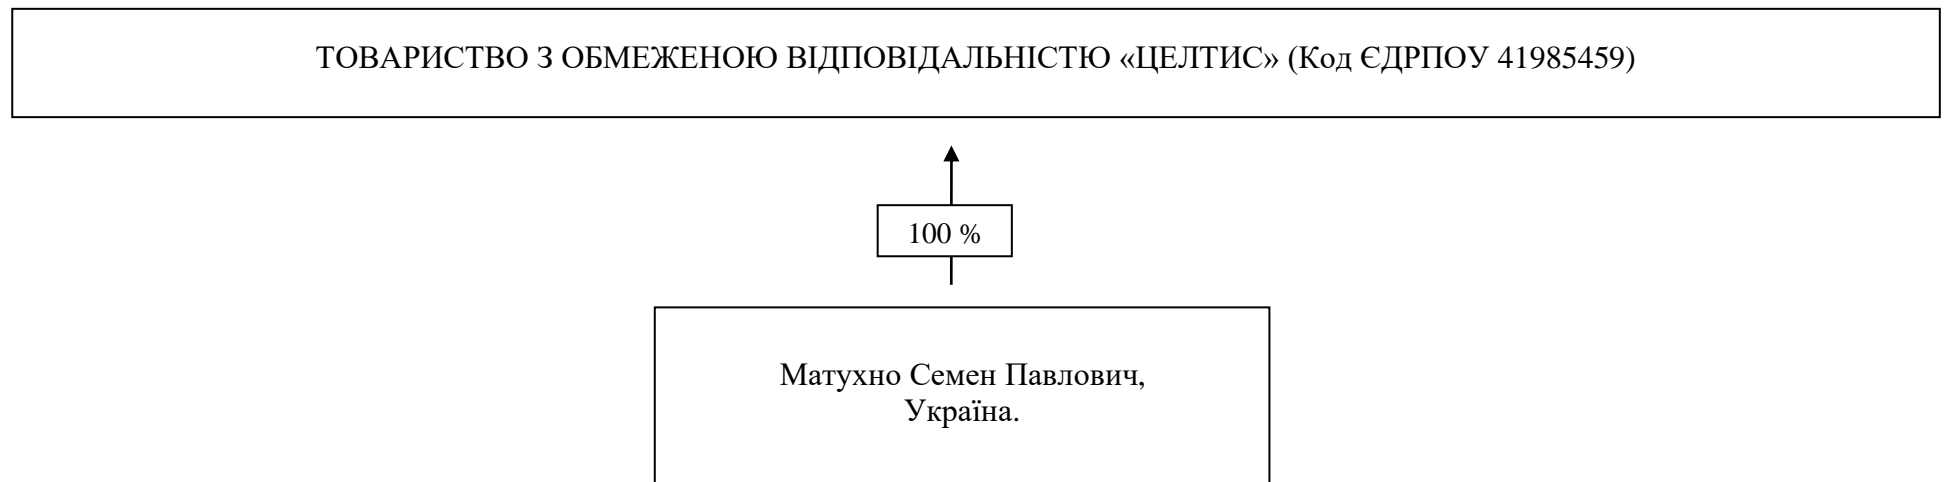 ТОВАРИСТВО З ОБМЕЖЕНОЮ ВІДПОВІДАЛЬНІСТЮ «ЦЕЛТИС» (Код ЄДРПОУ 41985459)
100 %
Матухно Семен Павлович,
Україна.